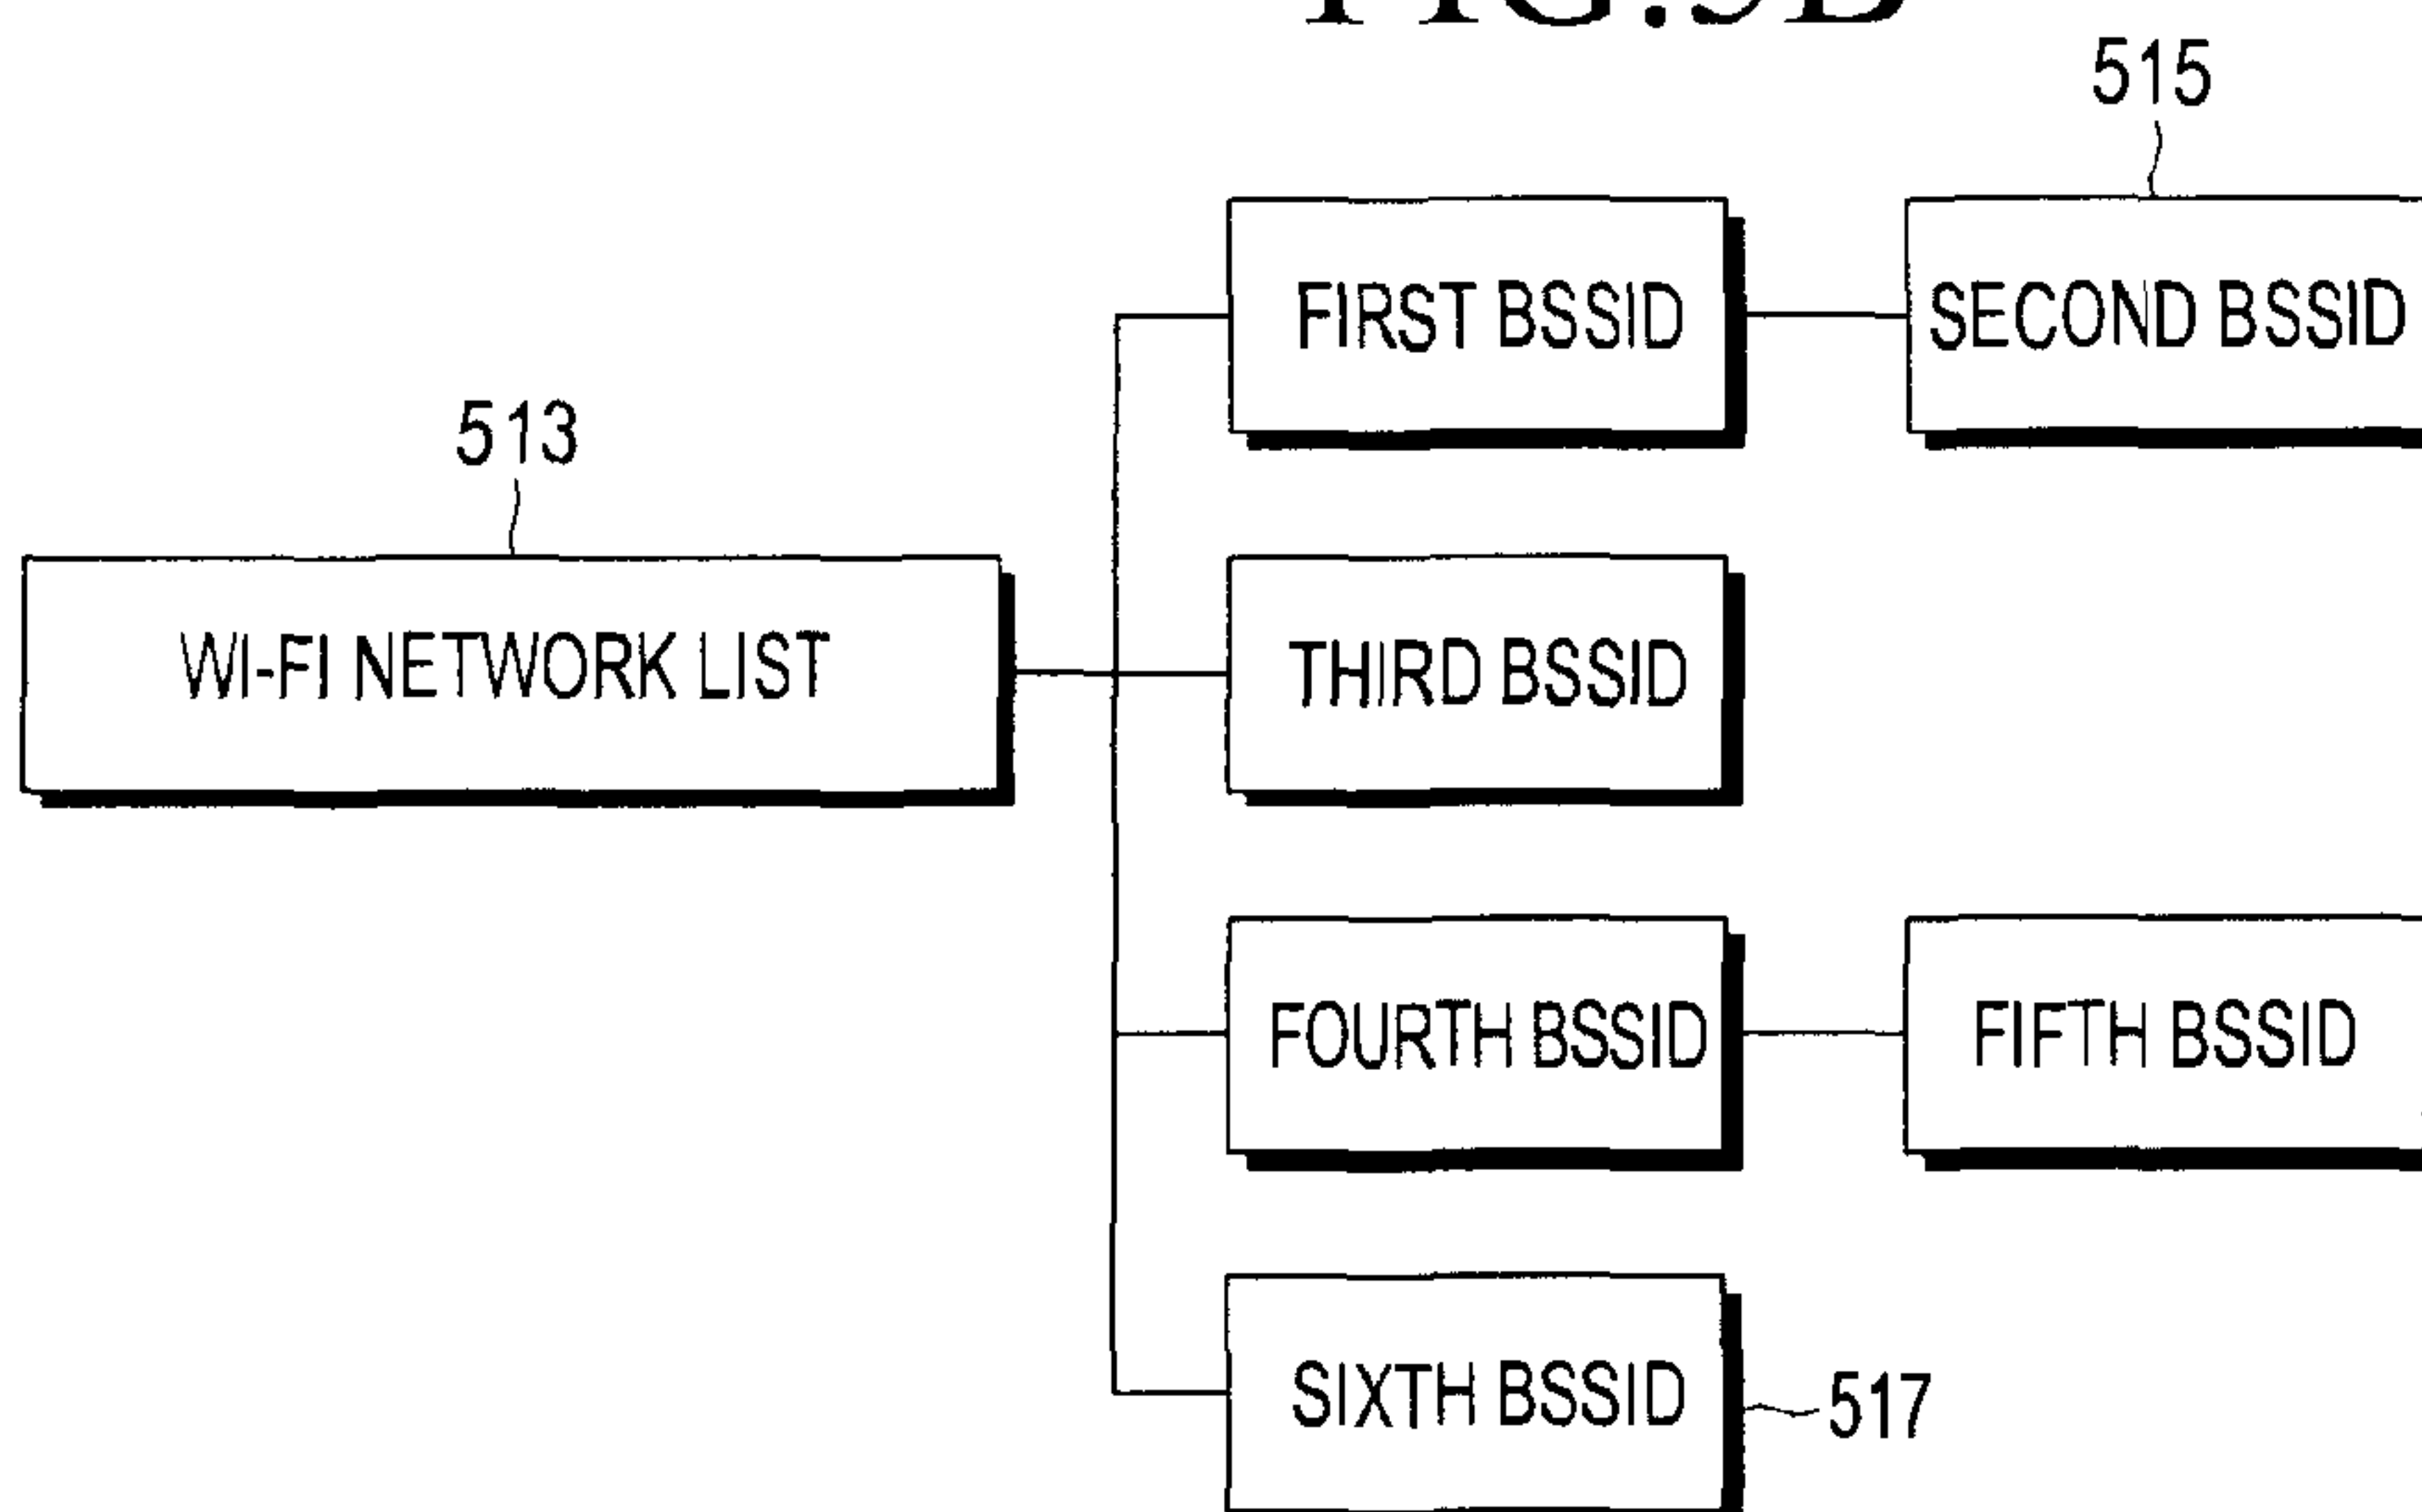 515
FIRST BSSID
SECOND BSSID
513
WI-FI NETWORK LIST
THIRD BSSID
FOURTH BSSID
FIFTH BSSID
SIXTH BSSID
517